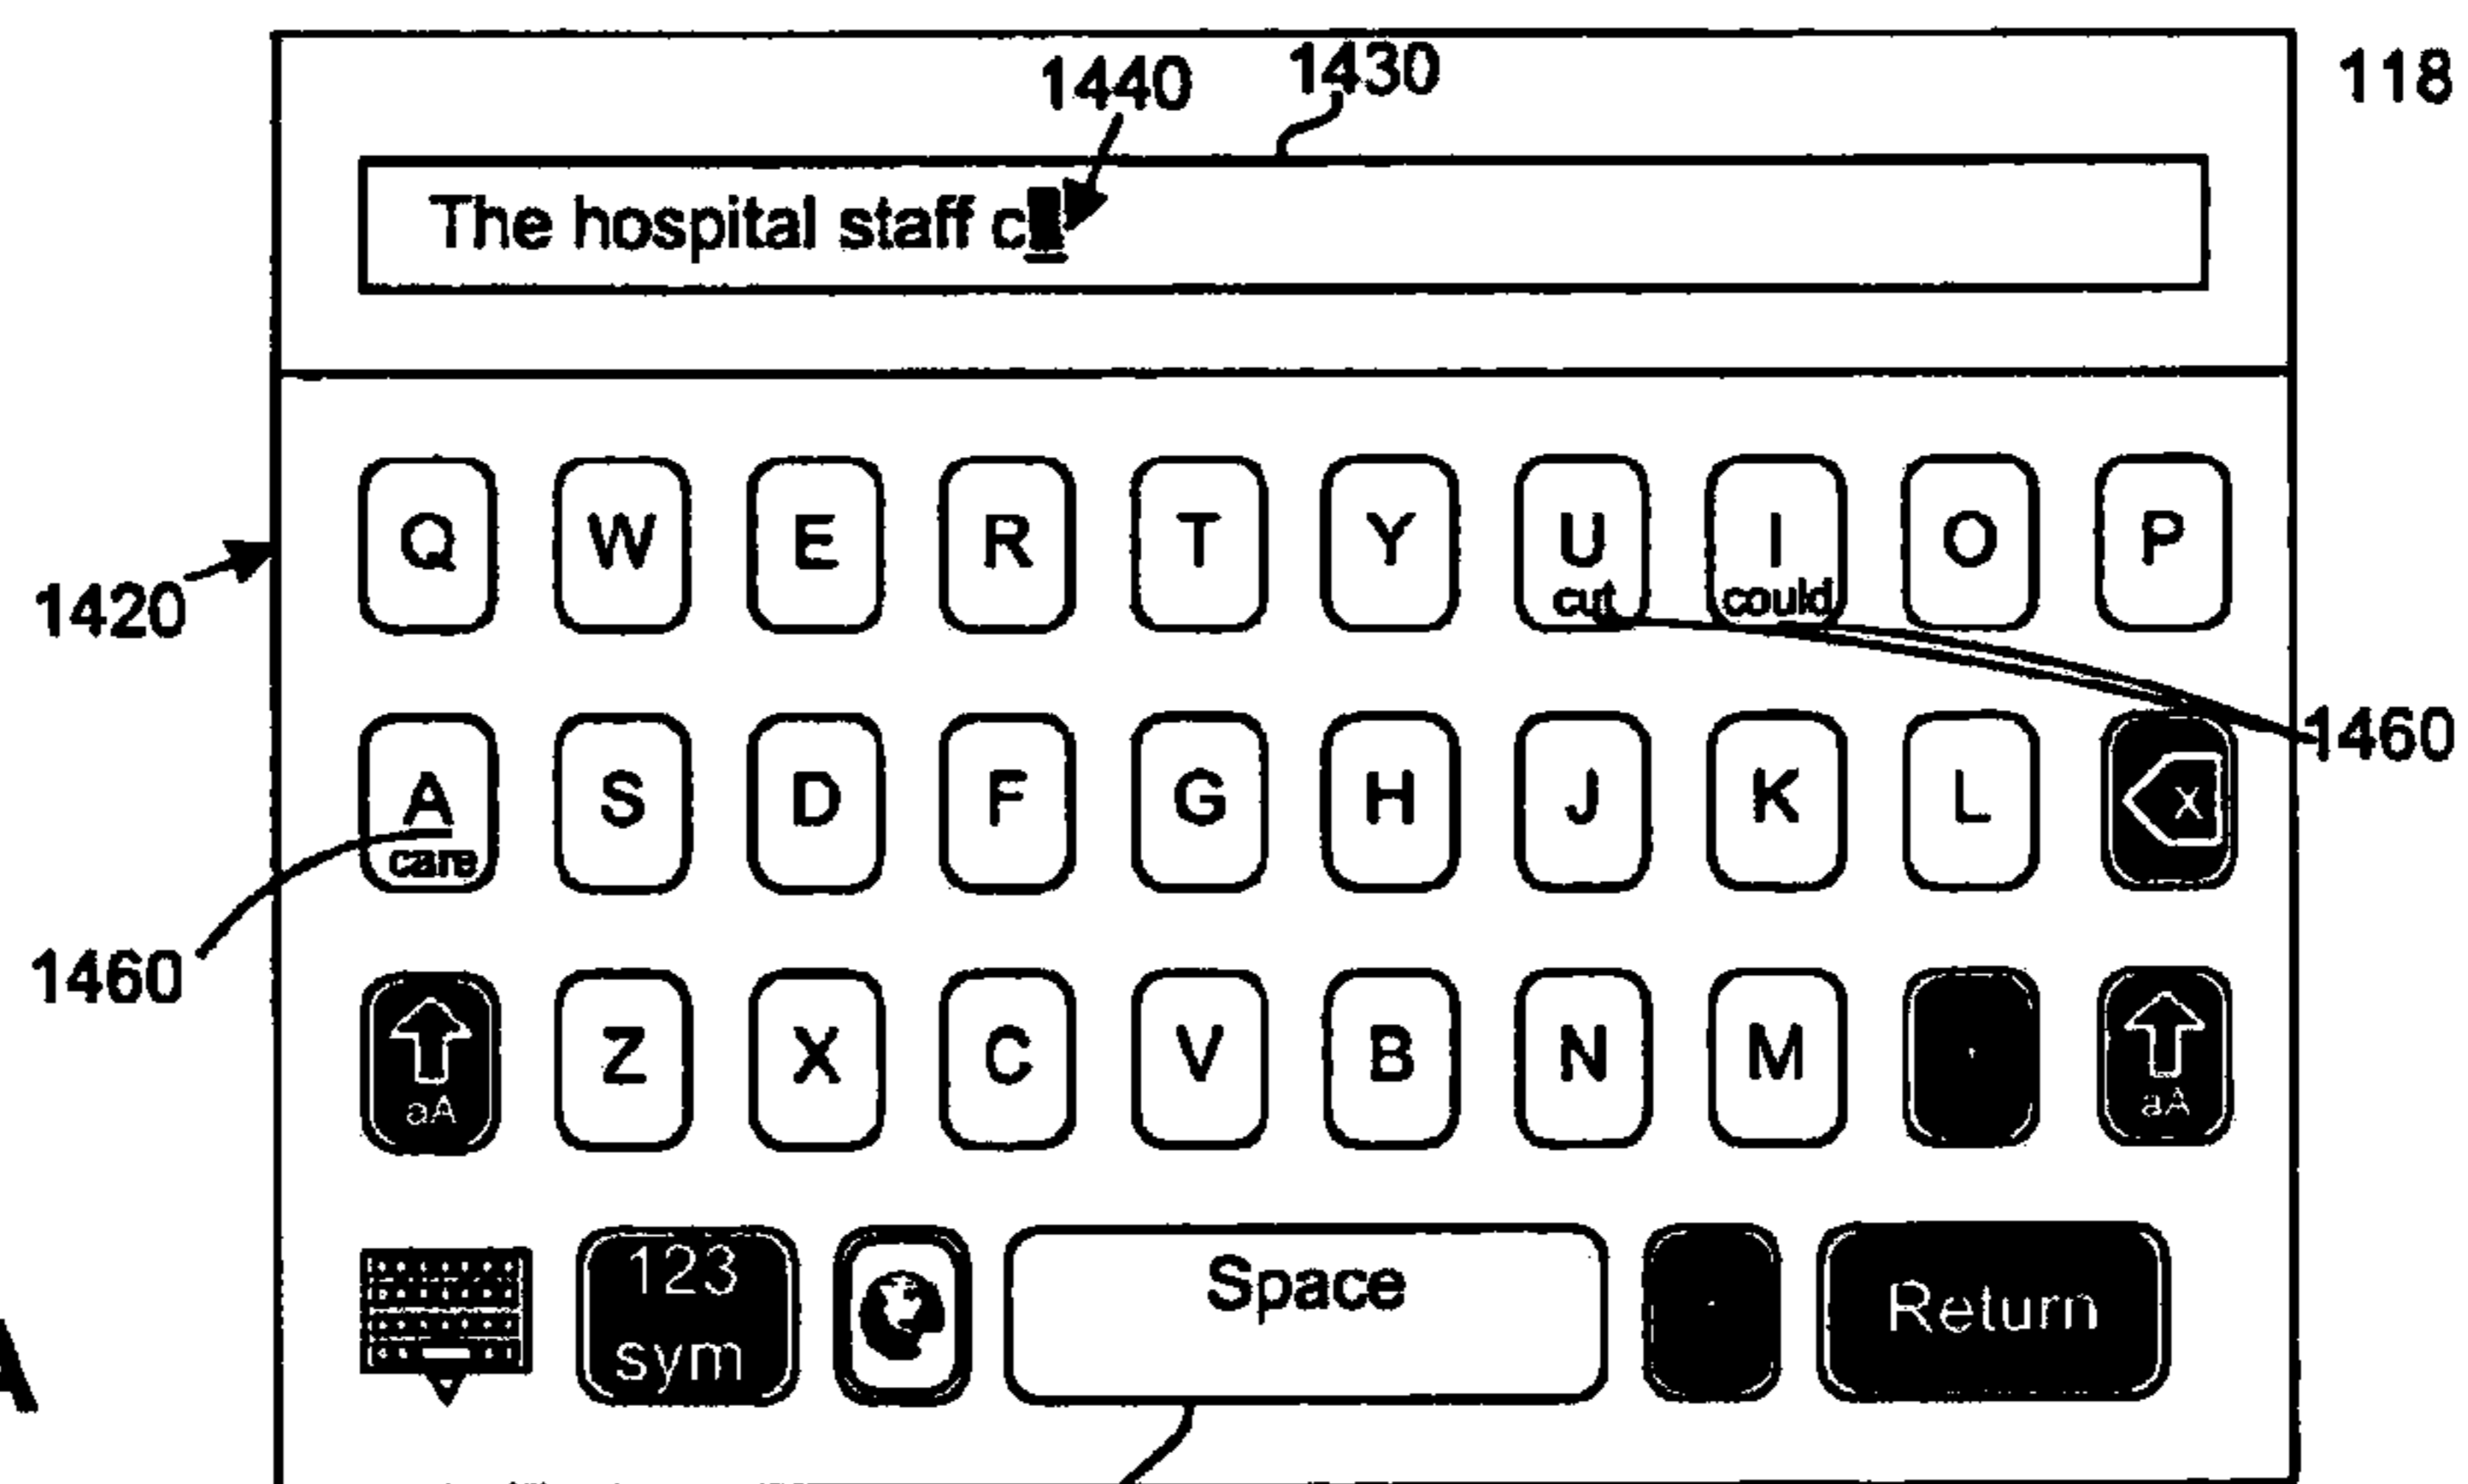 1440 1430 118
The hospital staff c
Q W E R T Y U I O P
cut could
1420
A S D F G H J K L X
care
1460
1460
Z X C V B N M
aA aA
123 Space
sym Return
A